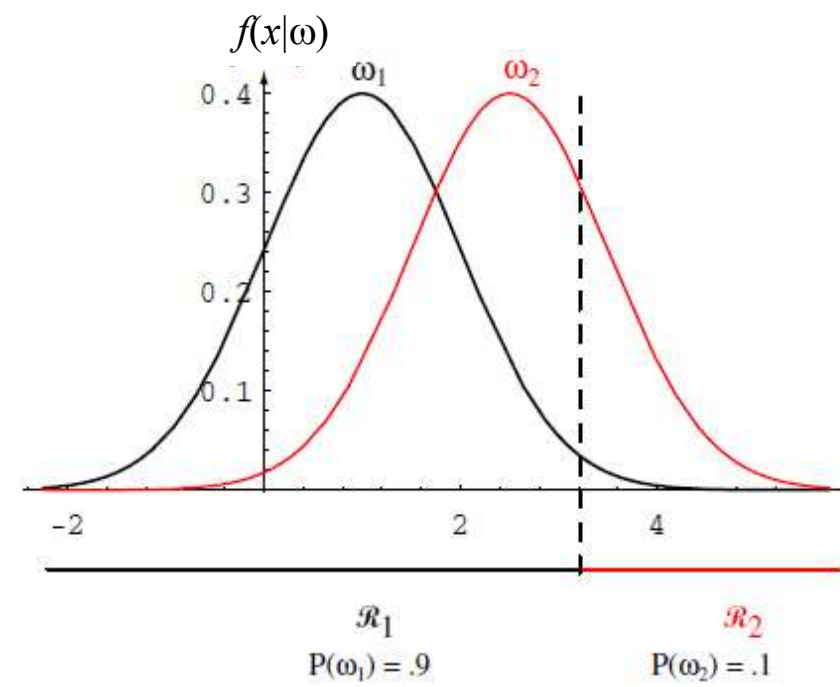 f(x|ω)
ω₁ ω₂
0.4
0.3
0.2
0.1
-2 2 4
ℛ₁ ℛ₂
P(ω₁) = .9 P(ω₂) = .1